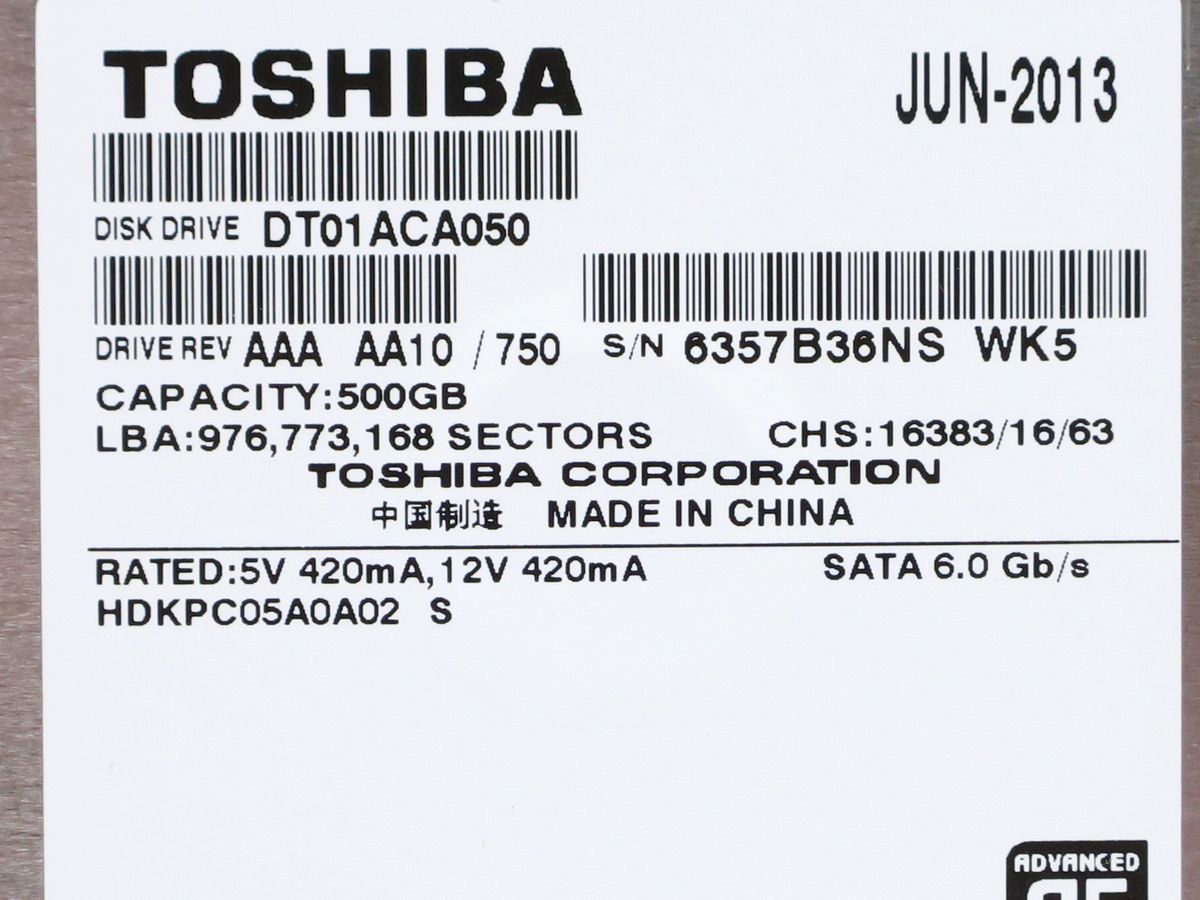 TOSHIBA
JUN-2013
DISK DRIVE DT01ACA050
DRIVE REV AAA AA10 / 750 S/N 6357B36NS WK5
CAPACITY:500GB
LBA:976,773,168 SECTORS CHS:16383/16/63
TOSHIBA CORPORATION
中国制造 MADE IN CHINA
RATED:5V 420mA,12V 420mA SATA 6.0 Gb/s
HDKPC05A0A02 S
ADVANCED